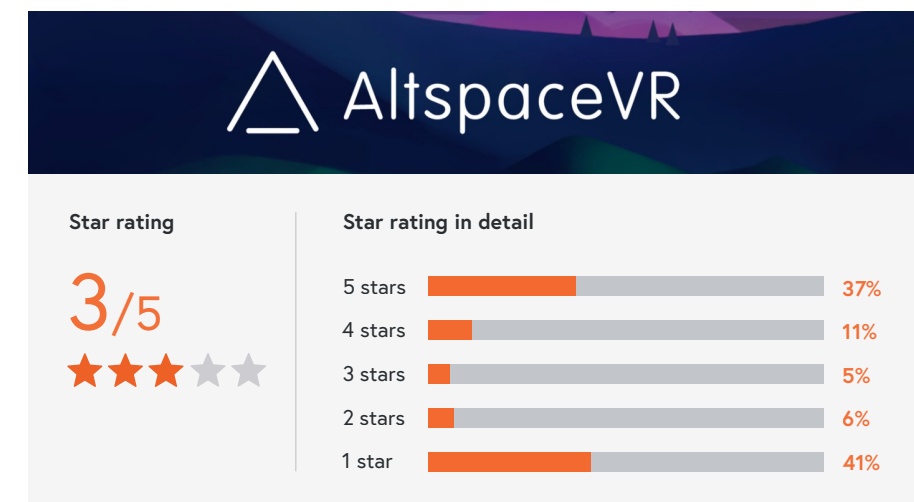 AltspaceVR
Star rating
3/5
Star rating in detail
5 stars 37%
4 stars 11%
3 stars 5%
2 stars 6%
1 star 41%